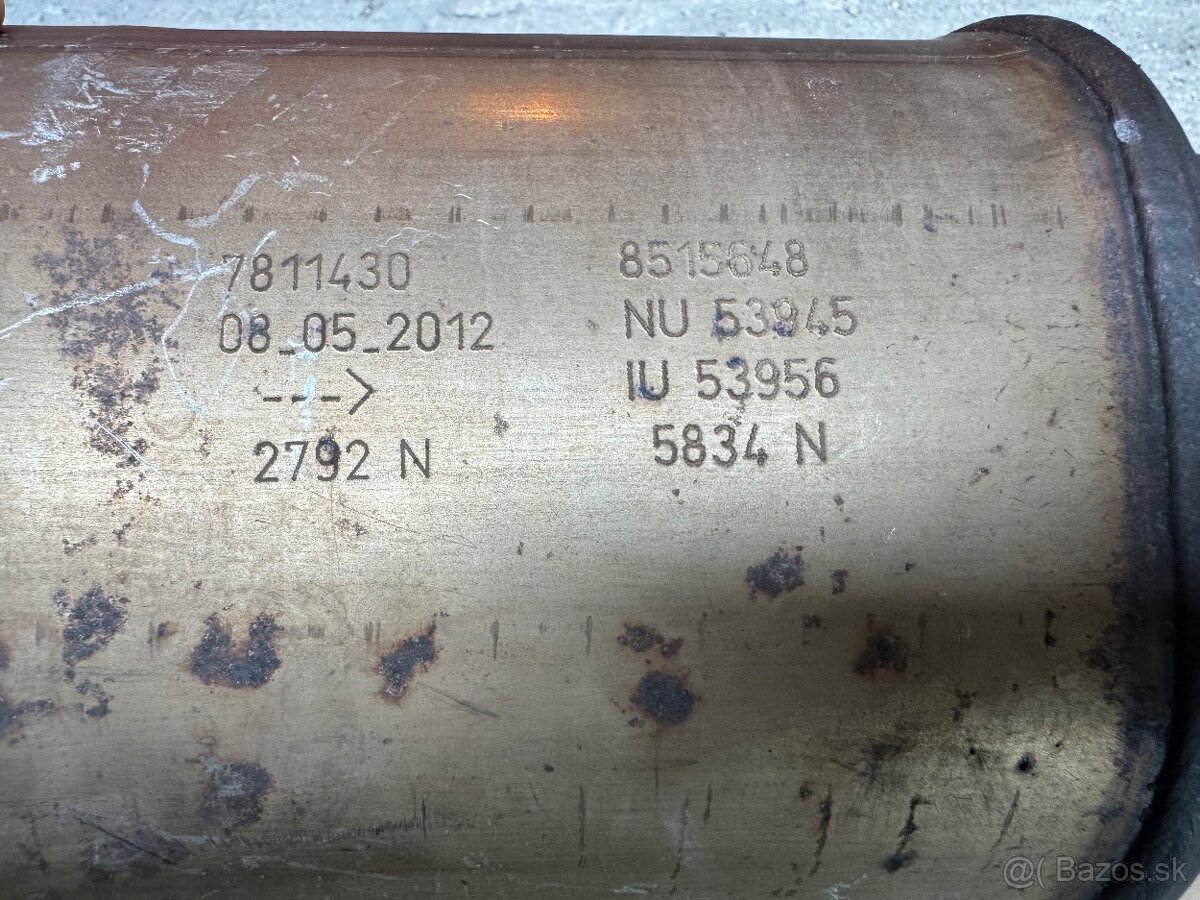 7811430
08_05_2012
--->
2792 N
8515648
NU 53945
IU 53956
5834 N
@( Bazos.sk